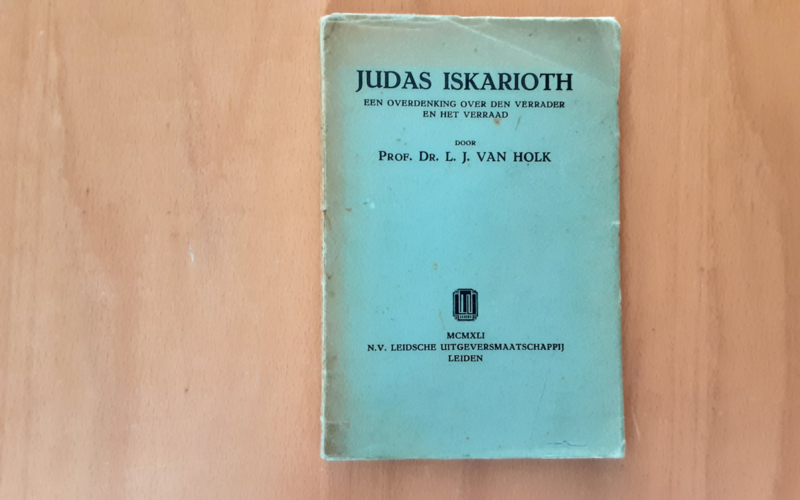 JUDAS ISKARIOTH
EEN OVERDENKING OVER DEN VERRADER
EN HET VERRAAD
DOOR
PROF. DR. L. J. VAN HOLK
MCMXLI
N.V. LEIDSCHE UITGEVERSMAATSCHAPPIJ
LEIDEN